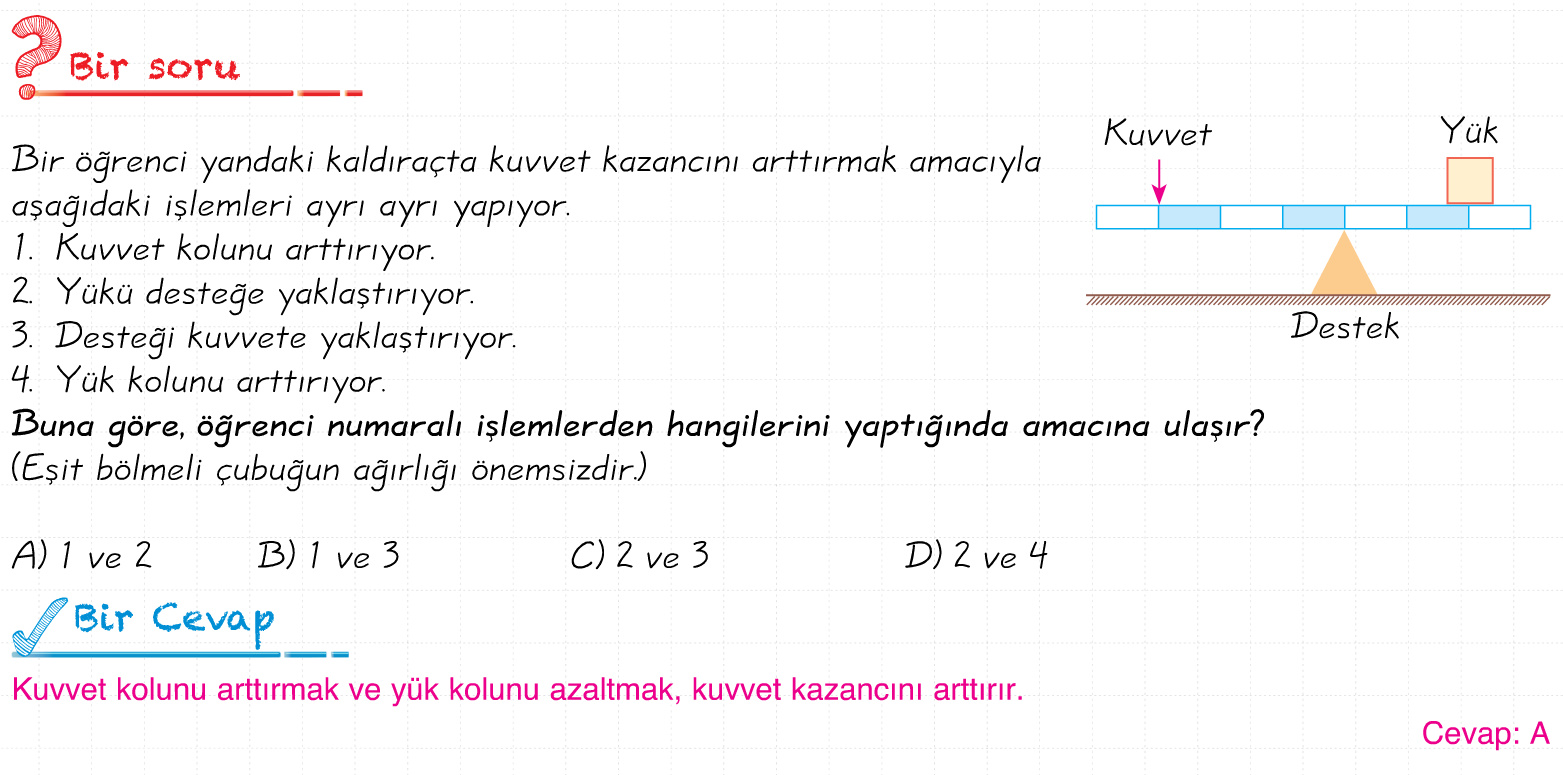 Bir soru
Kuvvet
Yük
Bir öğrenci yandaki kaldıraçta kuvvet kazancını arttırmak amacıyla
aşağıdaki işlemleri ayrı ayrı yapıyor.
1. Kuvvet kolunu arttırıyor.
2. Yükü desteğe yaklaştırıyor.
3. Desteği kuvvete yaklaştırıyor.
Destek
4. Yük kolunu arttırıyor.
Buna göre, öğrenci numaralı işlemlerden hangilerini yaptığında amacına ulaşır?
(Eşit bölmeli çubuğun ağırlığı önemsizdir.)
A) 1 ve 2 B) 1 ve 3 C) 2 ve 3 D) 2 ve 4
Bir Cevap
Kuvvet kolunu arttırmak ve yük kolunu azaltmak, kuvvet kazancını arttırır.
Cevap: A